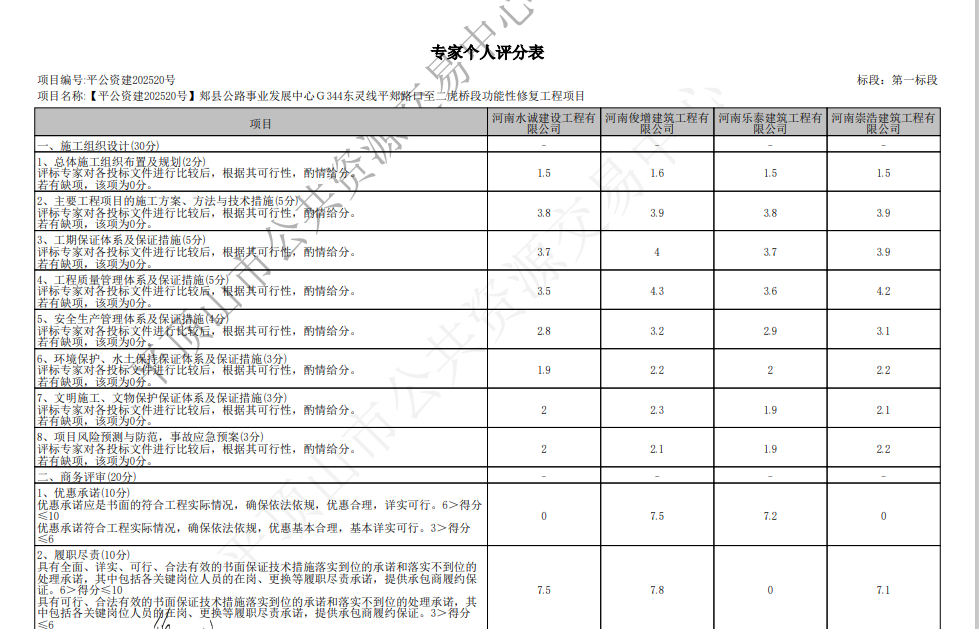 专家个人评分表
项目编号:平公资建202520号 标段：第一标段
项目名称:【平公资建202520号】郏县公路事业发展中心G344东灵线平郏路口至二虎桥段功能性修复工程项目
项目 河南水诚建设工程有限公司 河南俊增建筑工程有限公司 河南乐泰建筑工程有限公司 河南崇浩建筑工程有限公司
一、施工组织设计(30分) - - - -
1、总体施工组织布置及规划(2分)
评标专家对各投标文件进行比较后，根据其可行性，酌情给分。
若有缺项，该项为0分。
1.5 1.6 1.5 1.5
2、主要工程项目的施工方案、方法与技术措施(5分)
评标专家对各投标文件进行比较后，根据其可行性，酌情给分。
若有缺项，该项为0分。
3.8 3.9 3.8 3.9
3、工期保证体系及保证措施(5分)
评标专家对各投标文件进行比较后，根据其可行性，酌情给分。
若有缺项，该项为0分。
3.7 4 3.7 3.9
4、工程质量管理体系及保证措施(5分)
评标专家对各投标文件进行比较后，根据其可行性，酌情给分。
若有缺项，该项为0分。
3.5 4.3 3.6 4.2
5、安全生产管理体系及保证措施(4分)
评标专家对各投标文件进行比较后，根据其可行性，酌情给分。
若有缺项，该项为0分。
2.8 3.2 2.9 3.1
6、环境保护、水土保持保证体系及保证措施(3分)
评标专家对各投标文件进行比较后，根据其可行性，酌情给分。
若有缺项，该项为0分。
1.9 2.2 2 2.2
7、文明施工、文物保护保证体系及保证措施(3分)
评标专家对各投标文件进行比较后，根据其可行性，酌情给分。
若有缺项，该项为0分。
2 2.3 1.9 2.1
8、项目风险预测与防范，事故应急预案(3分)
评标专家对各投标文件进行比较后，根据其可行性，酌情给分。
若有缺项，该项为0分。
2 2.1 1.9 2.2
二、商务评审(20分) - - - -
1、优惠承诺(10分)
优惠承诺应是书面的符合工程实际情况，确保依法依规，优惠合理，详实可行。6＞得分
≤10
优惠承诺符合工程实际情况，确保依法依规，优惠基本合理，基本详实可行。3＞得分
≤6
0 7.5 7.2 0
2、履职尽责(10分)
具有全面、详实、可行、合法有效的书面保证技术措施落实到位的承诺和落实不到位的
处理承诺，其中包括各关键岗位人员的在岗、更换等履职尽责承诺，提供承包商履约保
证。6＞得分≤10
具有可行、合法有效的书面保证技术措施落实到位的承诺和落实不到位的处理承诺，其
中包括各关键岗位人员的在岗、更换等履职尽责承诺，提供承包商履约保证。3＞得分
≤6
7.5 7.8 0 7.1
平顶山市公共资源交易中心
平顶山市公共资源交易中心